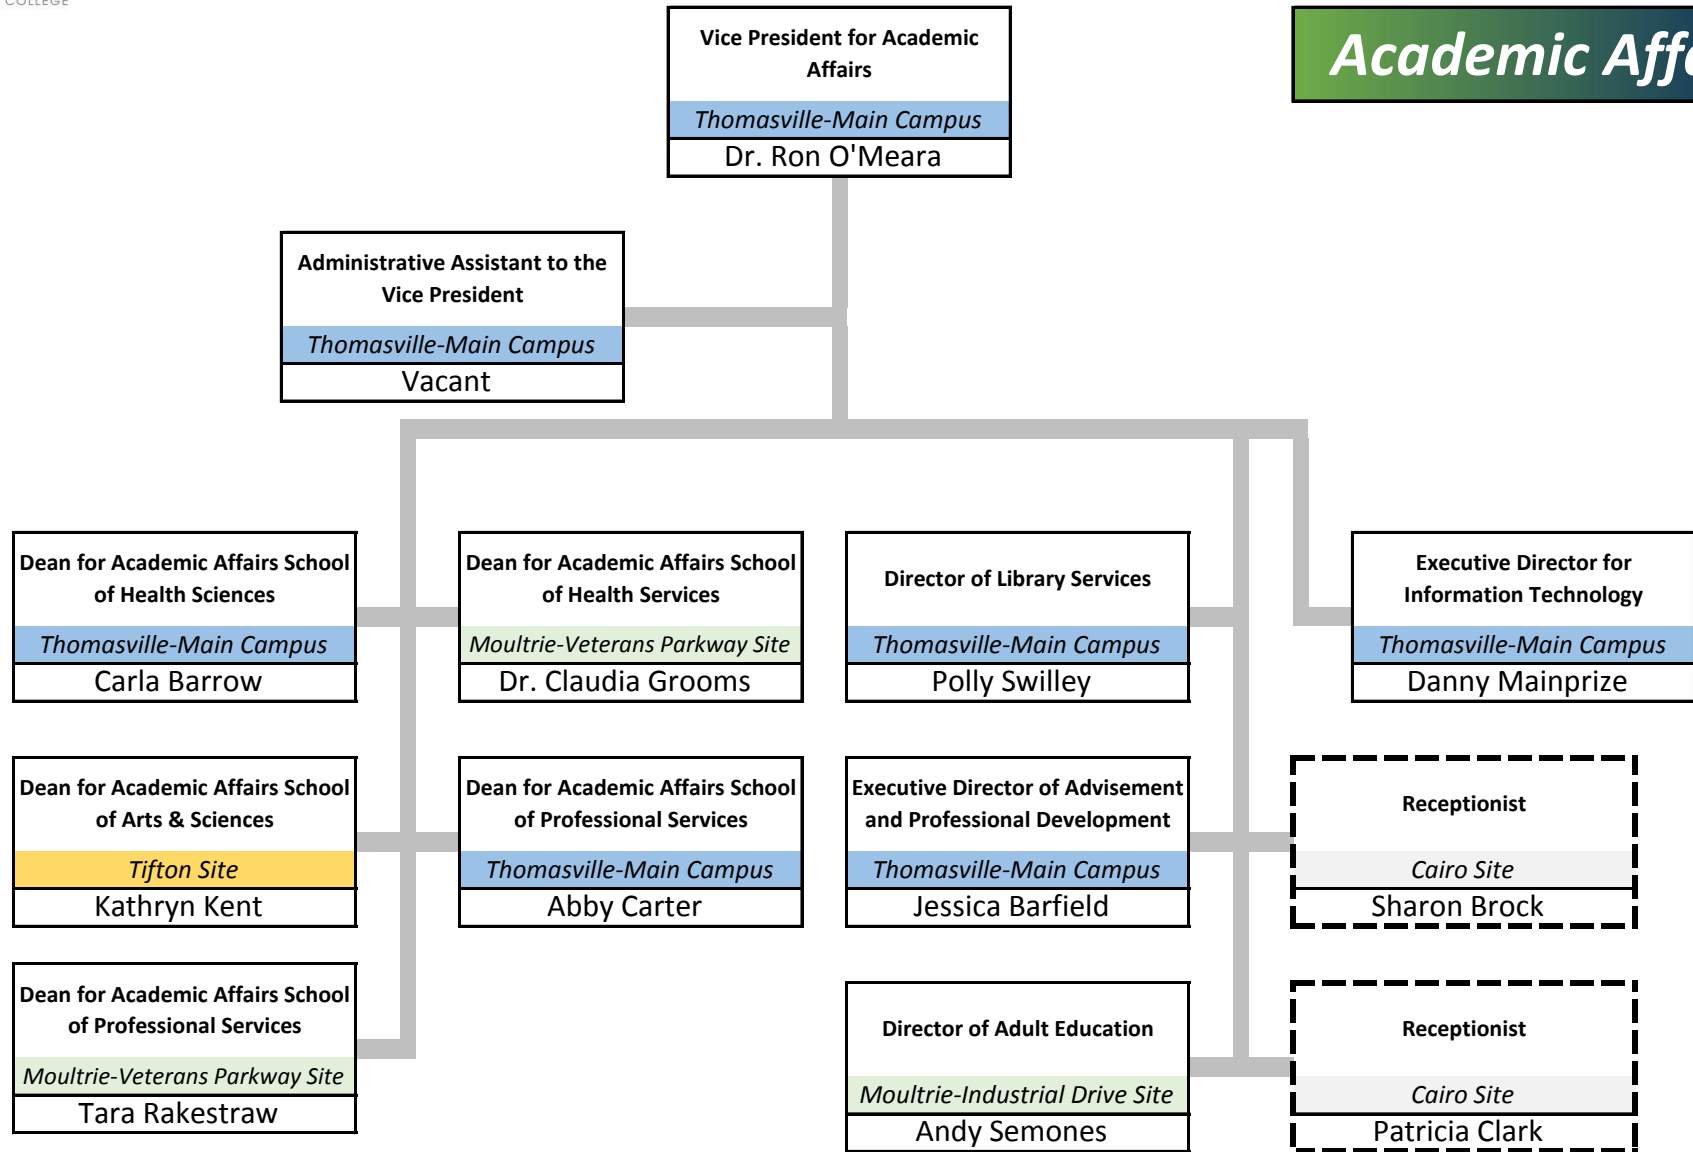 COLLEGE
Vice President for Academic
Affairs
Thomasville-Main Campus
Dr. Ron O'Meara
Academic Affa
Administrative Assistant to the
Vice President
Thomasville-Main Campus
Vacant
Dean for Academic Affairs School
of Health Sciences
Thomasville-Main Campus
Carla Barrow
Dean for Academic Affairs School
of Health Services
Moultrie-Veterans Parkway Site
Dr. Claudia Grooms
Director of Library Services
Thomasville-Main Campus
Polly Swilley
Executive Director for
Information Technology
Thomasville-Main Campus
Danny Mainprize
Dean for Academic Affairs School
of Arts & Sciences
Tifton Site
Kathryn Kent
Dean for Academic Affairs School
of Professional Services
Thomasville-Main Campus
Abby Carter
Executive Director of Advisement
and Professional Development
Thomasville-Main Campus
Jessica Barfield
Receptionist
Cairo Site
Sharon Brock
Dean for Academic Affairs School
of Professional Services
Moultrie-Veterans Parkway Site
Tara Rakestraw
Director of Adult Education
Moultrie-Industrial Drive Site
Andy Semones
Receptionist
Cairo Site
Patricia Clark